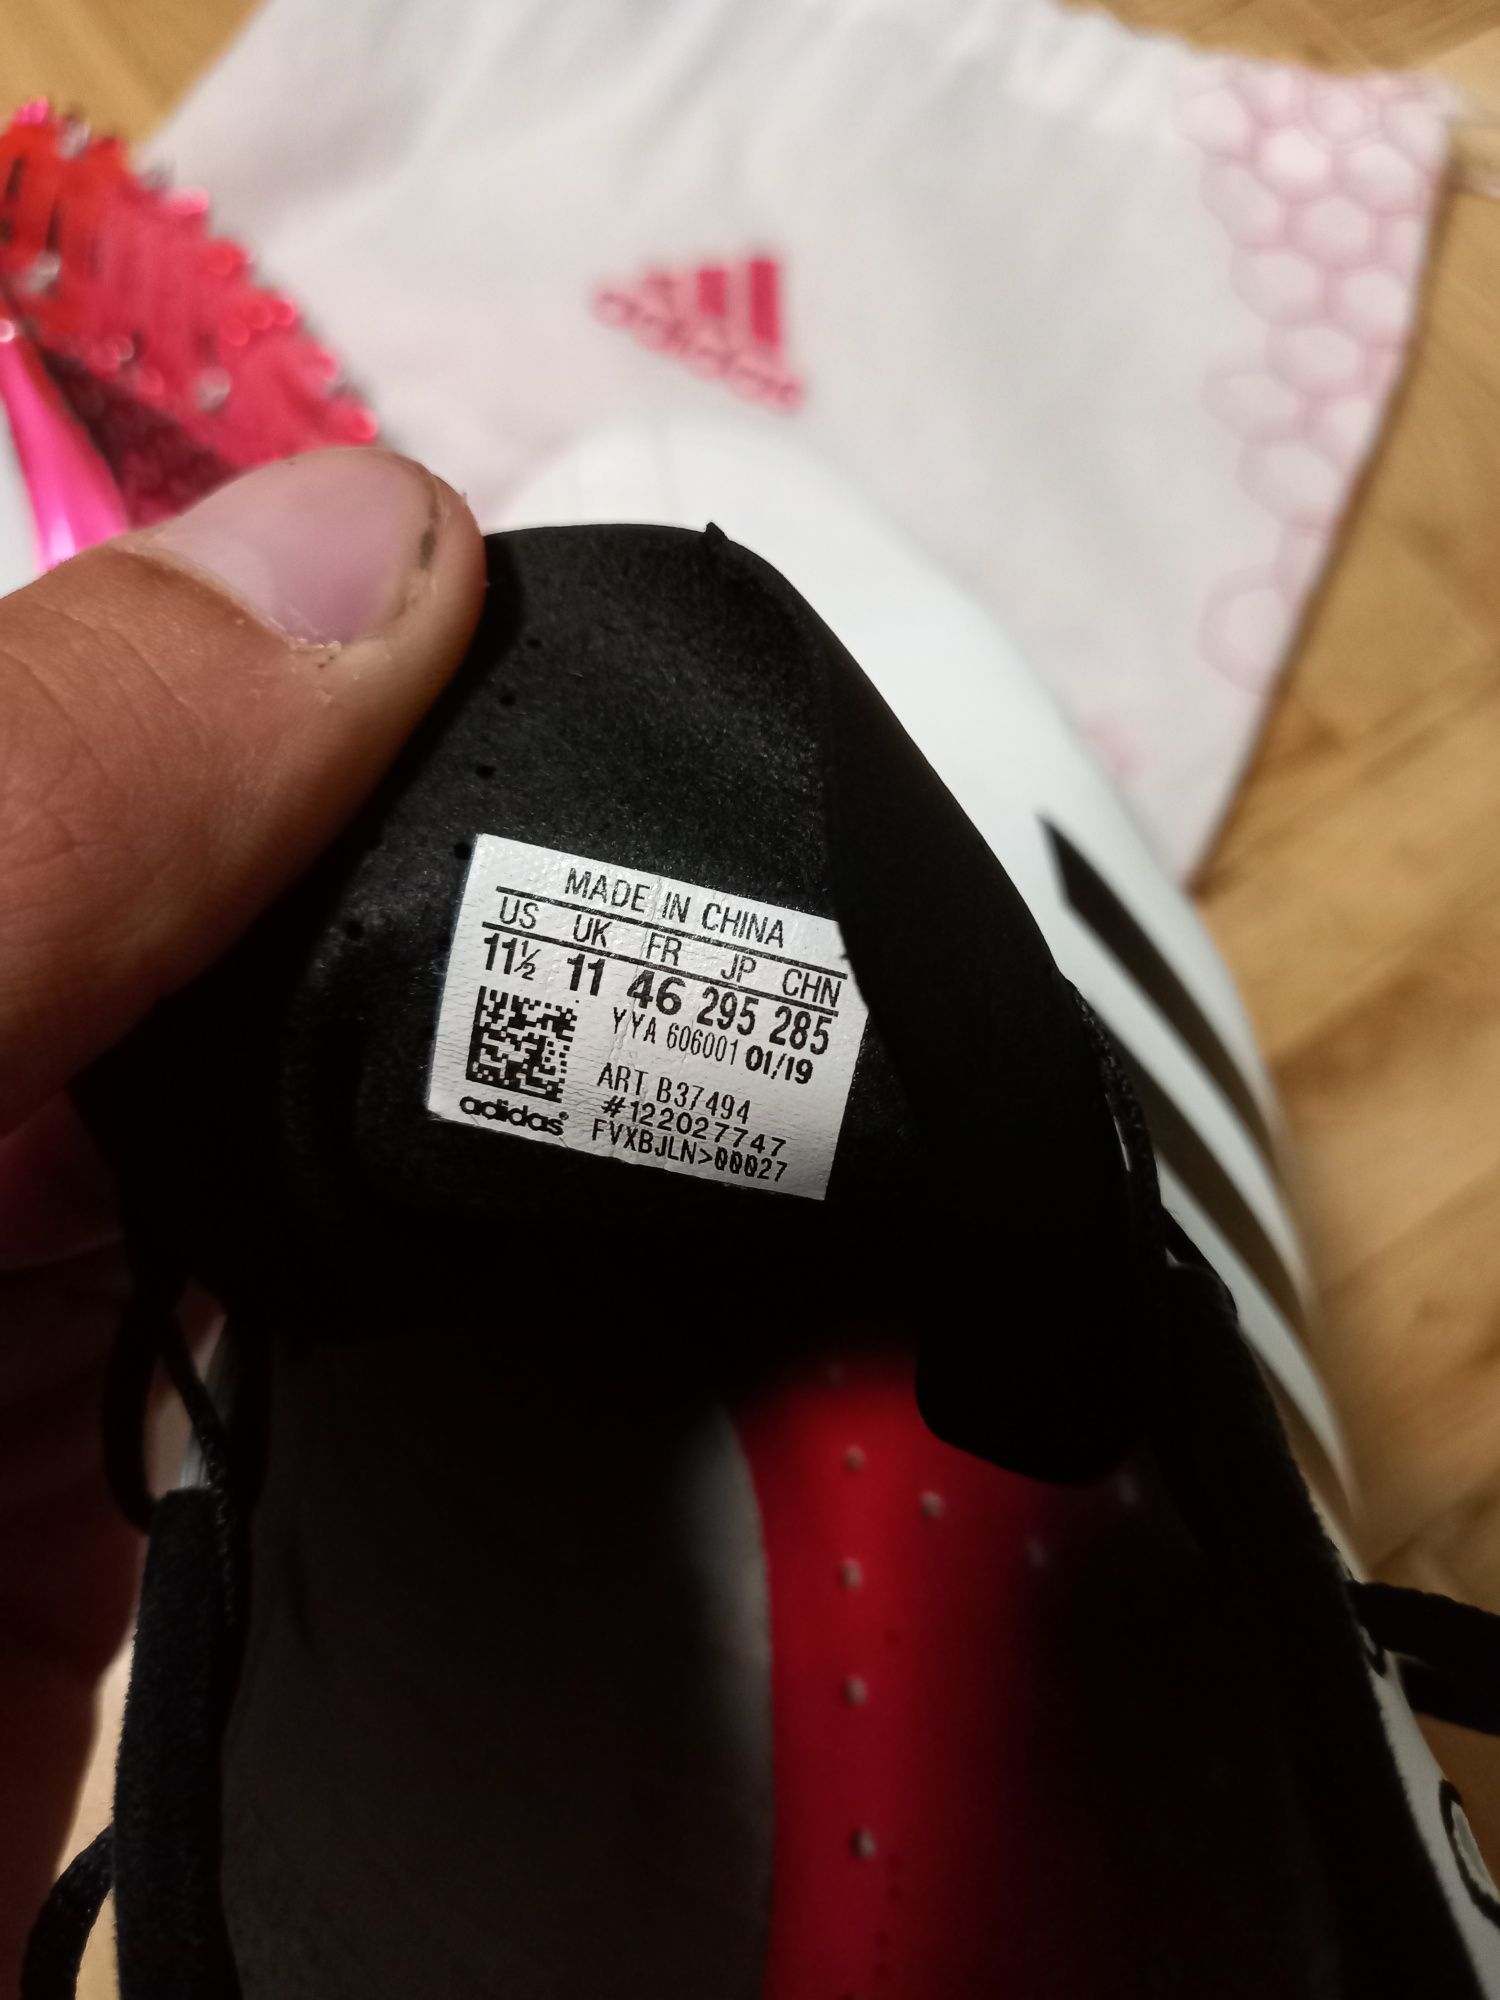 adidas
MADE IN CHINA
US UK FR JP CHN
11½ 11 46 295 285
YYA 606001 01/19
ART B37494
#122027747
adidas® FVXBJLN>00027